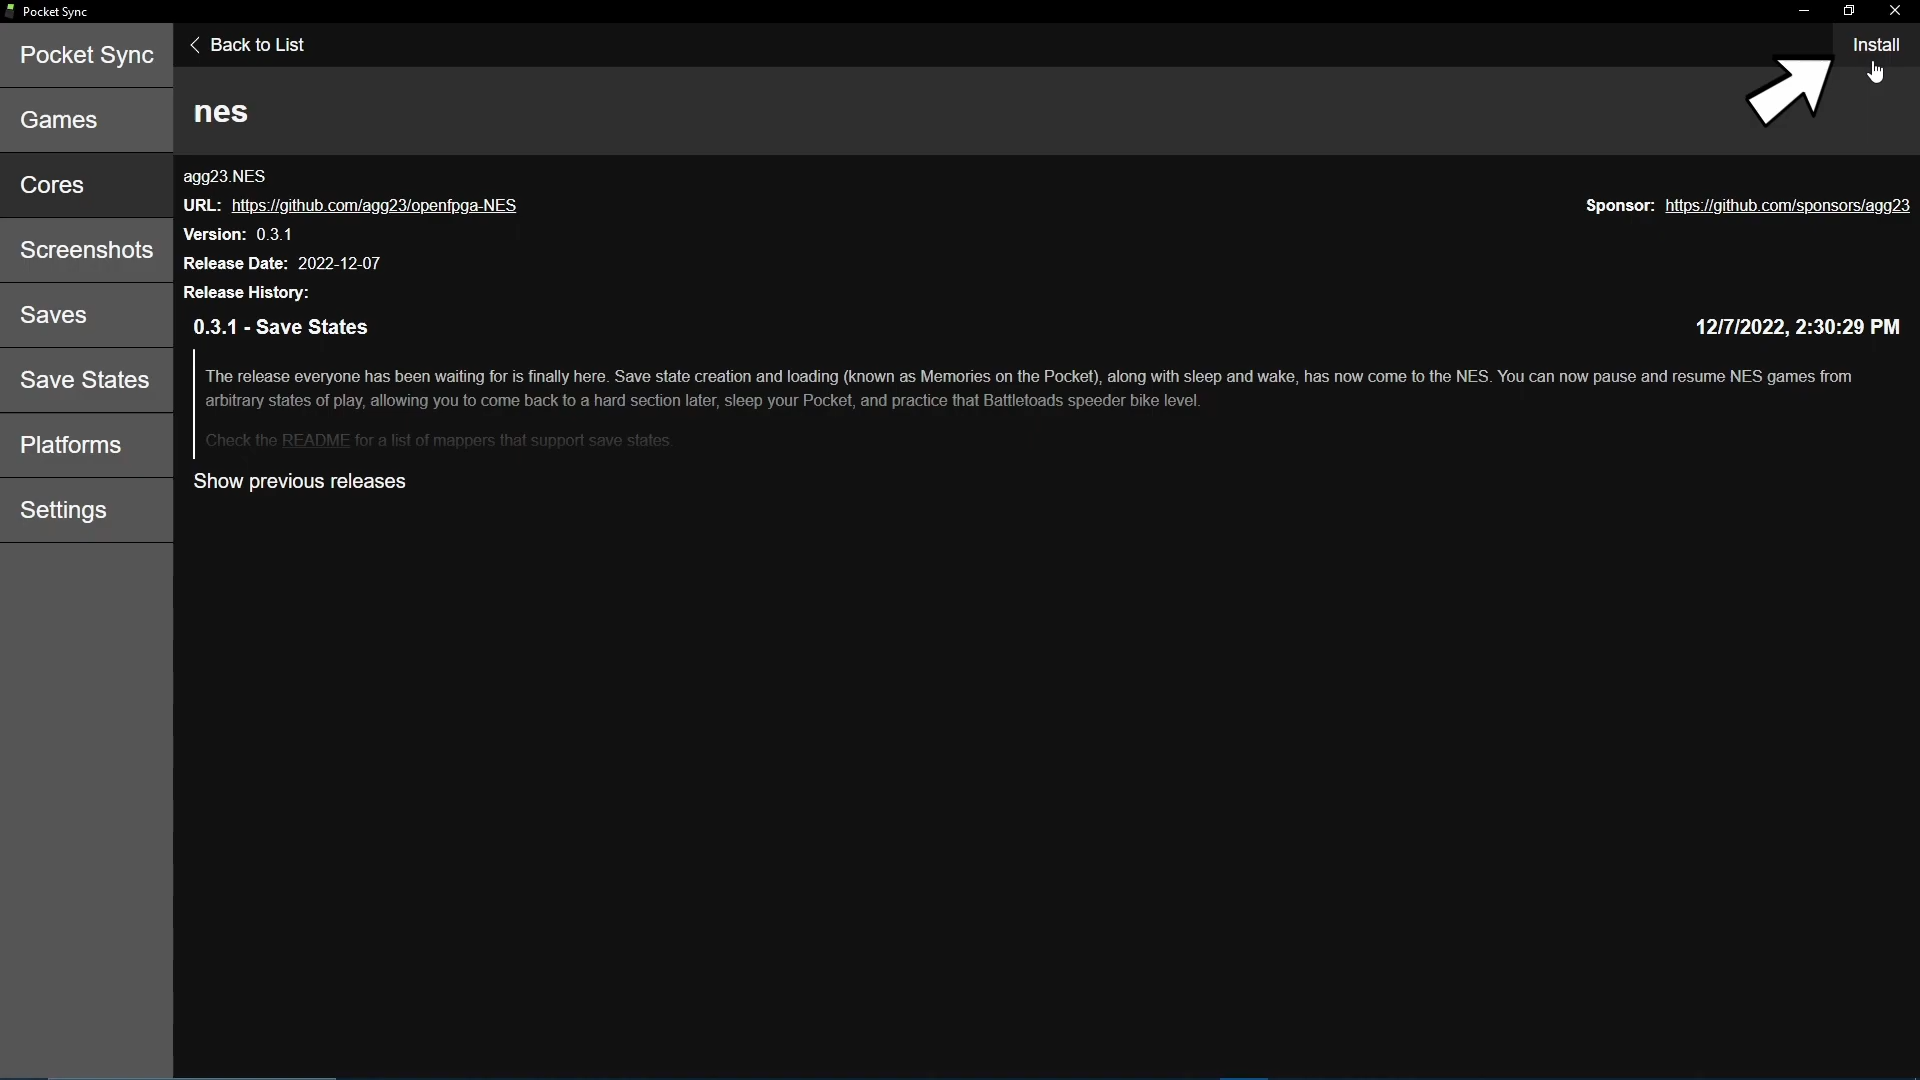 Pocket Sync
Pocket Sync
Games
Cores
Screenshots
Saves
Save States
Platforms
Settings
Back to List
Install
nes
agg23.NES
URL: https://github.com/agg23/openfpga-NES
Sponsor: https://github.com/sponsors/agg23
Version: 0.3.1
Release Date: 2022-12-07
Release History:
0.3.1 - Save States
12/7/2022, 2:30:29 PM
The release everyone has been waiting for is finally here. Save state creation and loading (known as Memories on the Pocket), along with sleep and wake, has now come to the NES. You can now pause and resume NES games from
arbitrary states of play, allowing you to come back to a hard section later, sleep your Pocket, and practice that Battletoads speeder bike level.
Check the README for a list of mappers that support save states.
Show previous releases